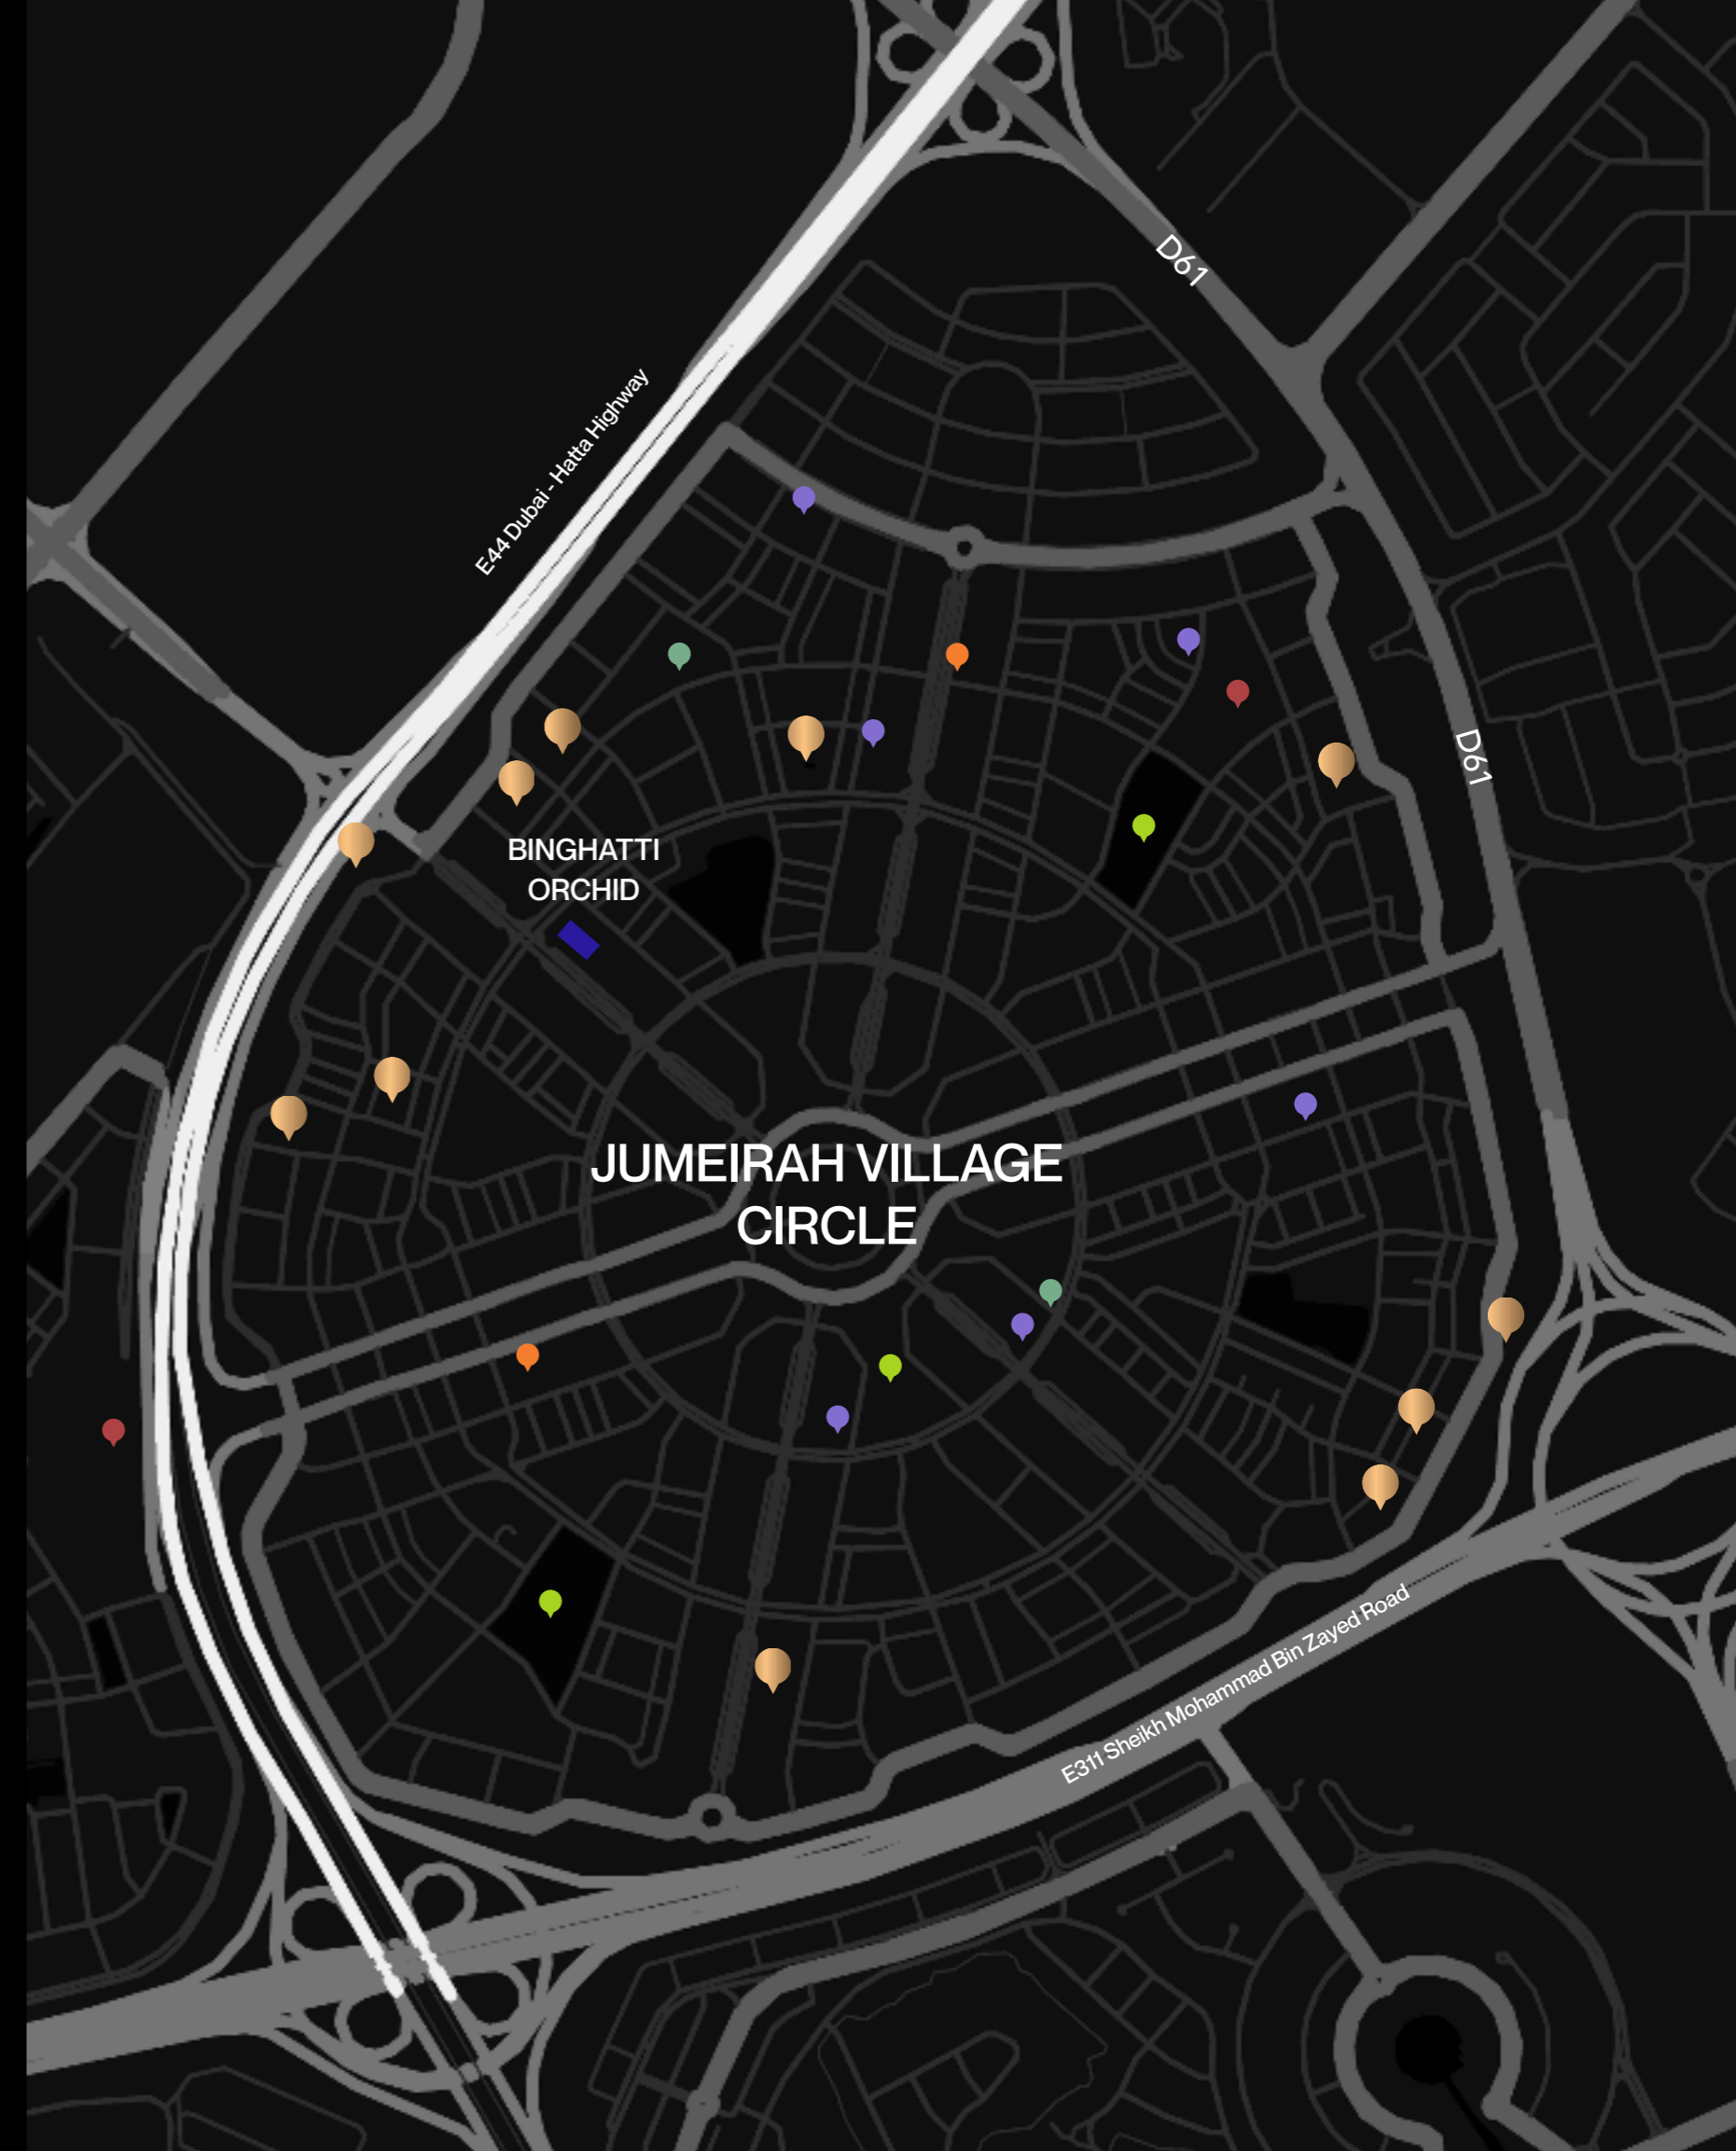 D61
E44 Dubai - Hatta Highway
D61
BINGHATTI
ORCHID
JUMEIRAH VILLAGE
CIRCLE
E311 Sheikh Mohammad Bin Zayed Road